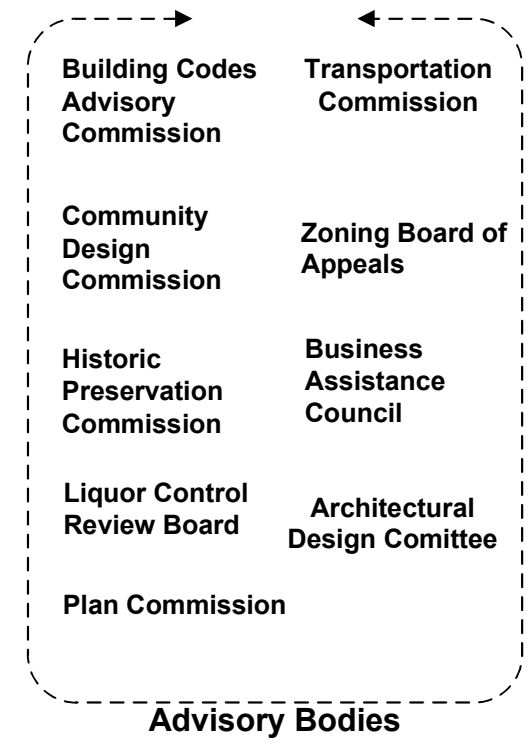 Building Codes
Advisory
Commission
Transportation
Commission
Community
Design
Commission
Zoning Board of
Appeals
Historic
Preservation
Commission
Business
Assistance
Council
Liquor Control
Review Board
Architectural
Design Comittee
Plan Commission
Advisory Bodies